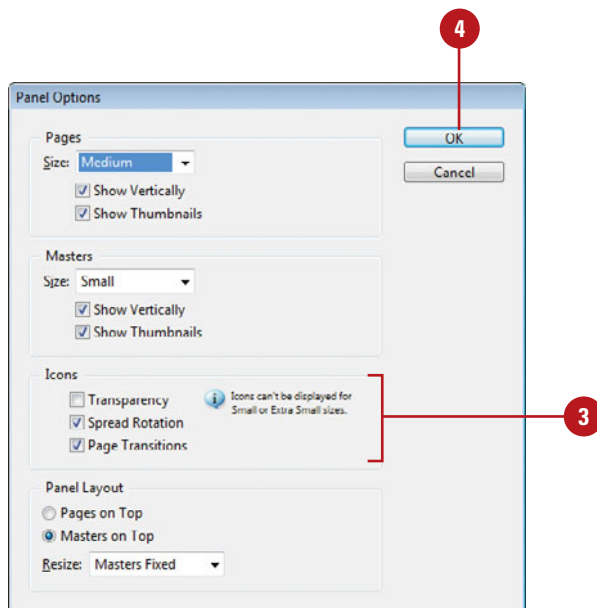 4
Panel Options
Pages
Size: Medium
Show Vertically
Show Thumbnails
OK
Cancel
Masters
Size: Small
Show Vertically
Show Thumbnails
Icons
Transparency
Spread Rotation
Page Transitions
Icons can't be displayed for
Small or Extra Small sizes.
3
Panel Layout
Pages on Top
Masters on Top
Resize: Masters Fixed